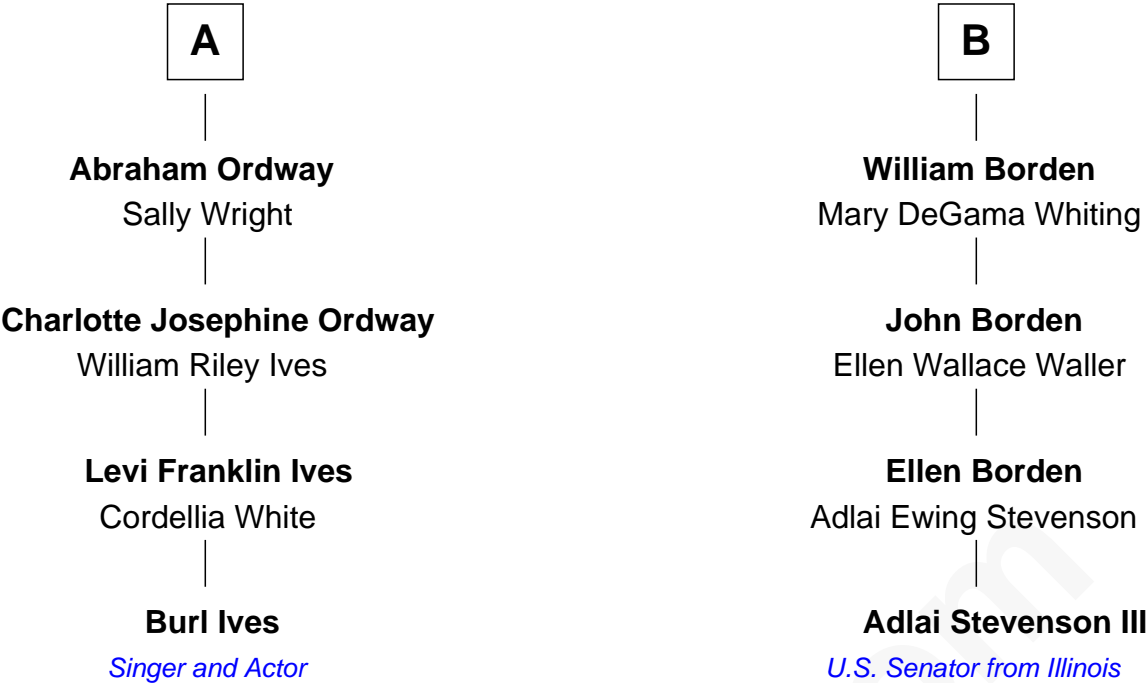 A
Abraham Ordway
Sally Wright
Charlotte Josephine Ordway
William Riley Ives
Levi Franklin Ives
Cordellia White
Burl Ives
Singer and Actor
B
William Borden
Mary DeGama Whiting
John Borden
Ellen Wallace Waller
Ellen Borden
Adlai Ewing Stevenson
Adlai Stevenson III
U.S. Senator from Illinois